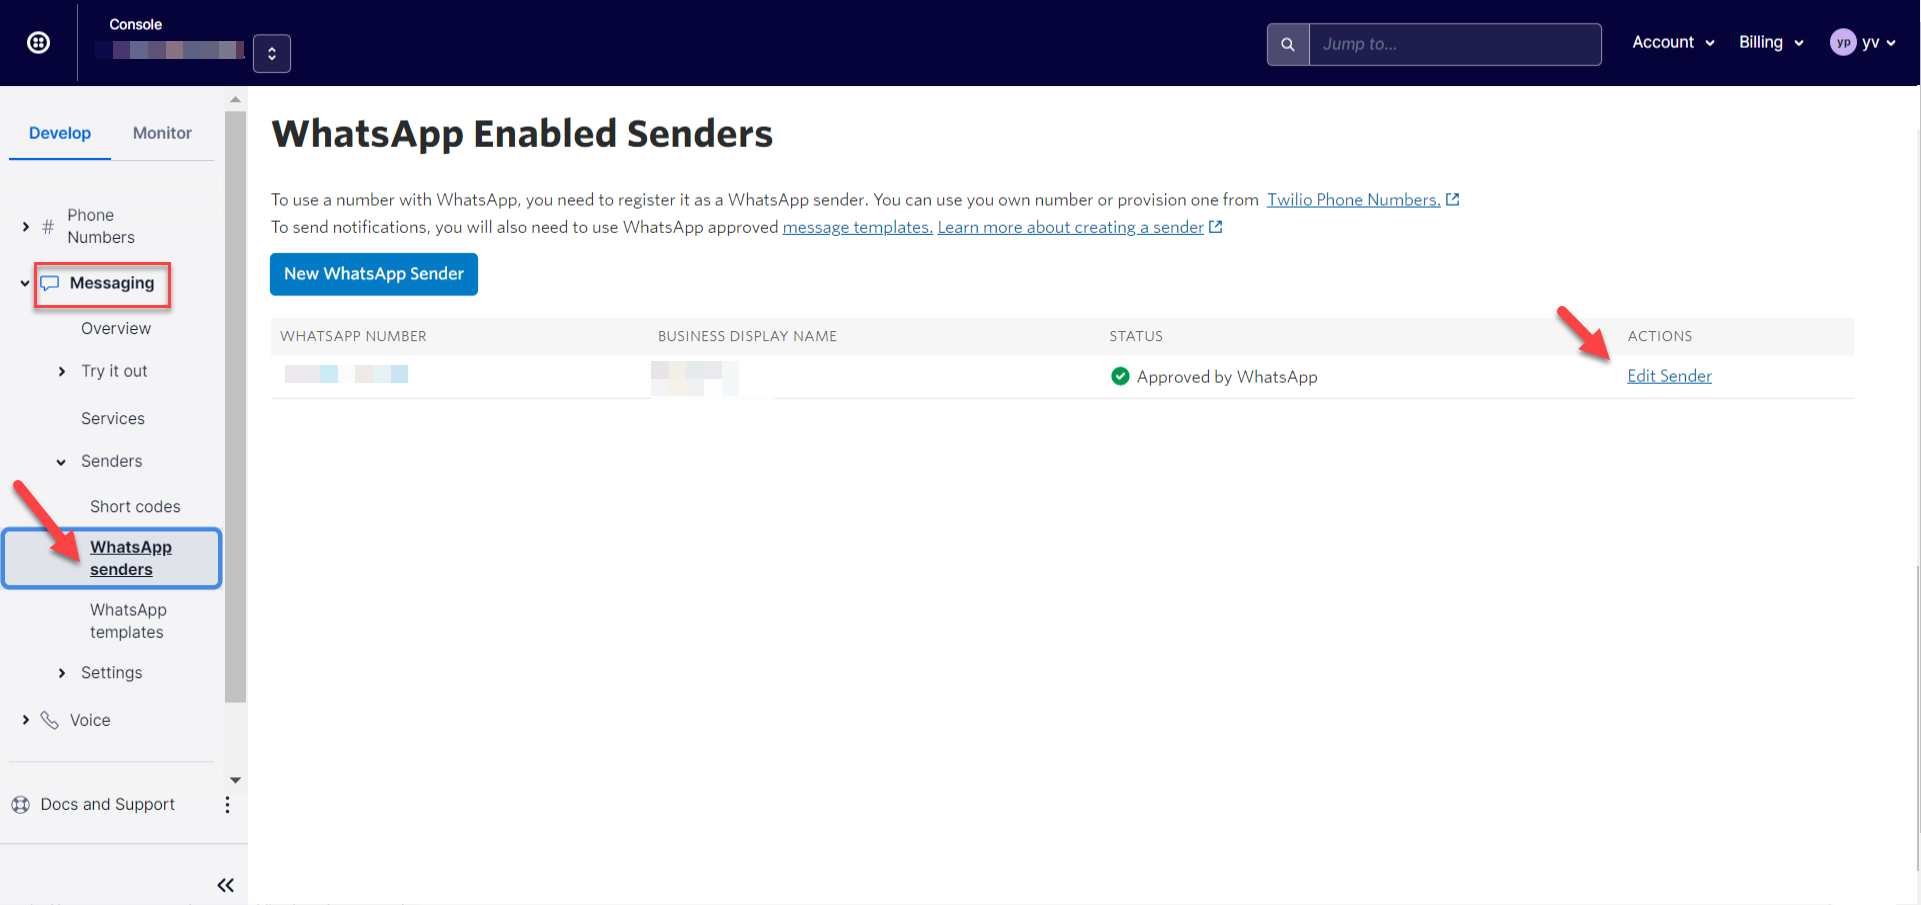 Console
Jump to...
Account
Billing
yp
yv
Develop
Monitor
Phone
Numbers
Messaging
Overview
Try it out
Services
Senders
Short codes
WhatsApp
senders
WhatsApp
templates
Settings
Voice
Docs and Support
WhatsApp Enabled Senders
To use a number with WhatsApp, you need to register it as a WhatsApp sender. You can use you own number or provision one from Twilio Phone Numbers.
To send notifications, you will also need to use WhatsApp approved message templates. Learn more about creating a sender
New WhatsApp Sender
WHATSAPP NUMBER BUSINESS DISPLAY NAME STATUS ACTIONS
Approved by WhatsApp Edit Sender